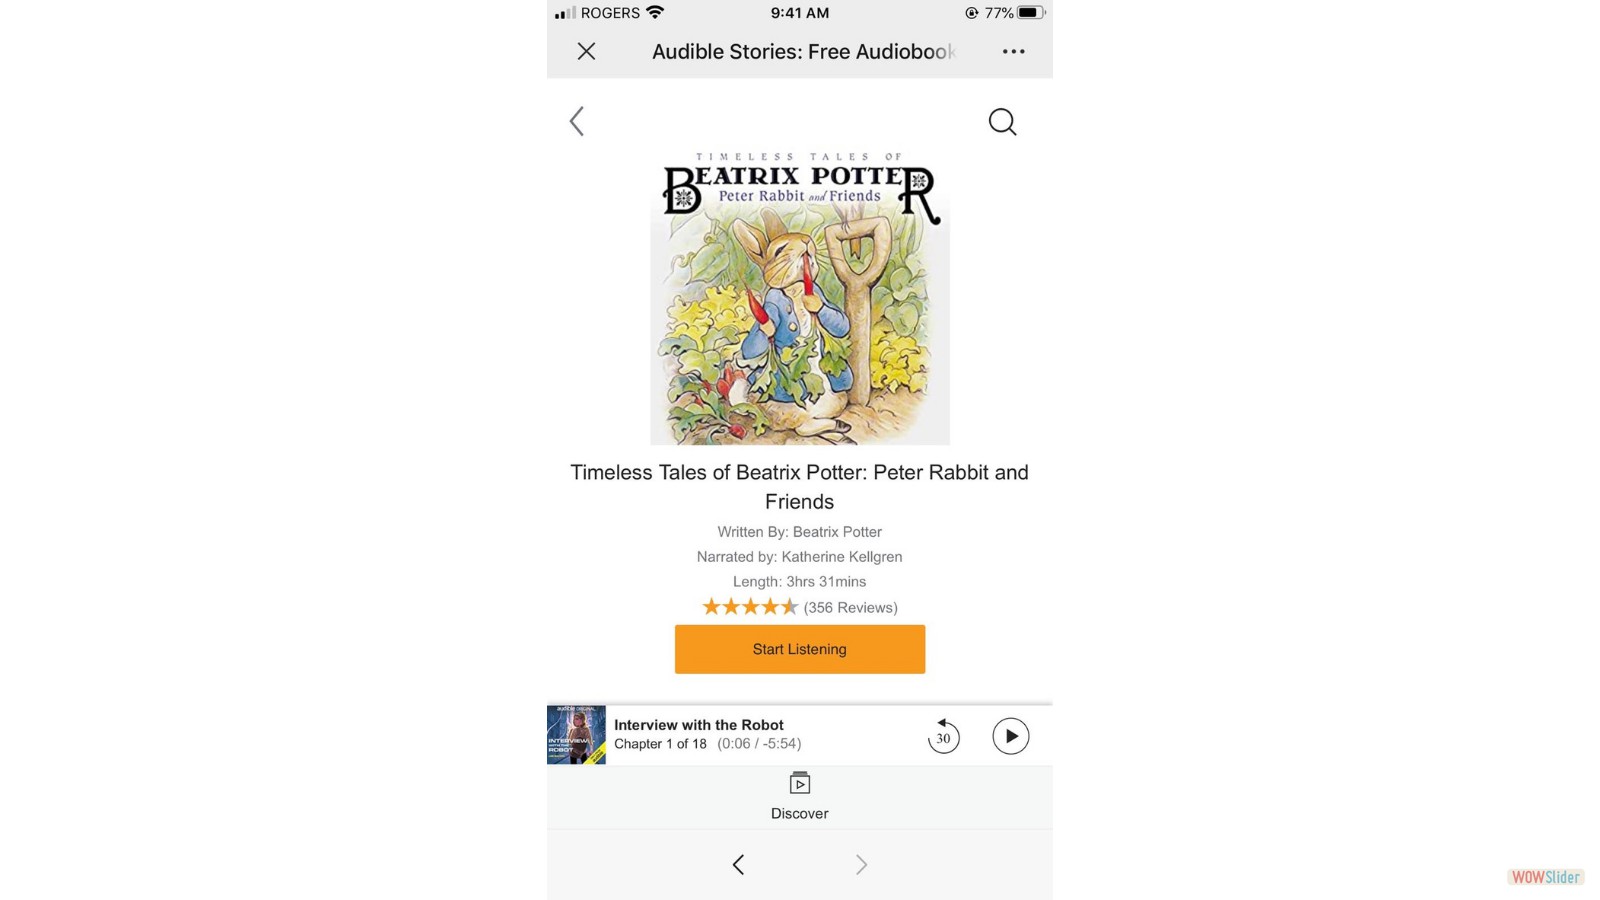 ROGERS 9:41 AM 77%
Audible Stories: Free Audiobook
TIMELESS TALES OF
BEATRIX POTTER
Peter Rabbit and Friends
Timeless Tales of Beatrix Potter: Peter Rabbit and
Friends
Written By: Beatrix Potter
Narrated by: Katherine Kellgren
Length: 3hrs 31mins
(356 Reviews)
Start Listening
audible ORIGINAL
INTERVIEW
WITH THE
ROBOT
Interview with the Robot
Chapter 1 of 18 (0:06 / -5:54)
30
Discover
WOWSlider